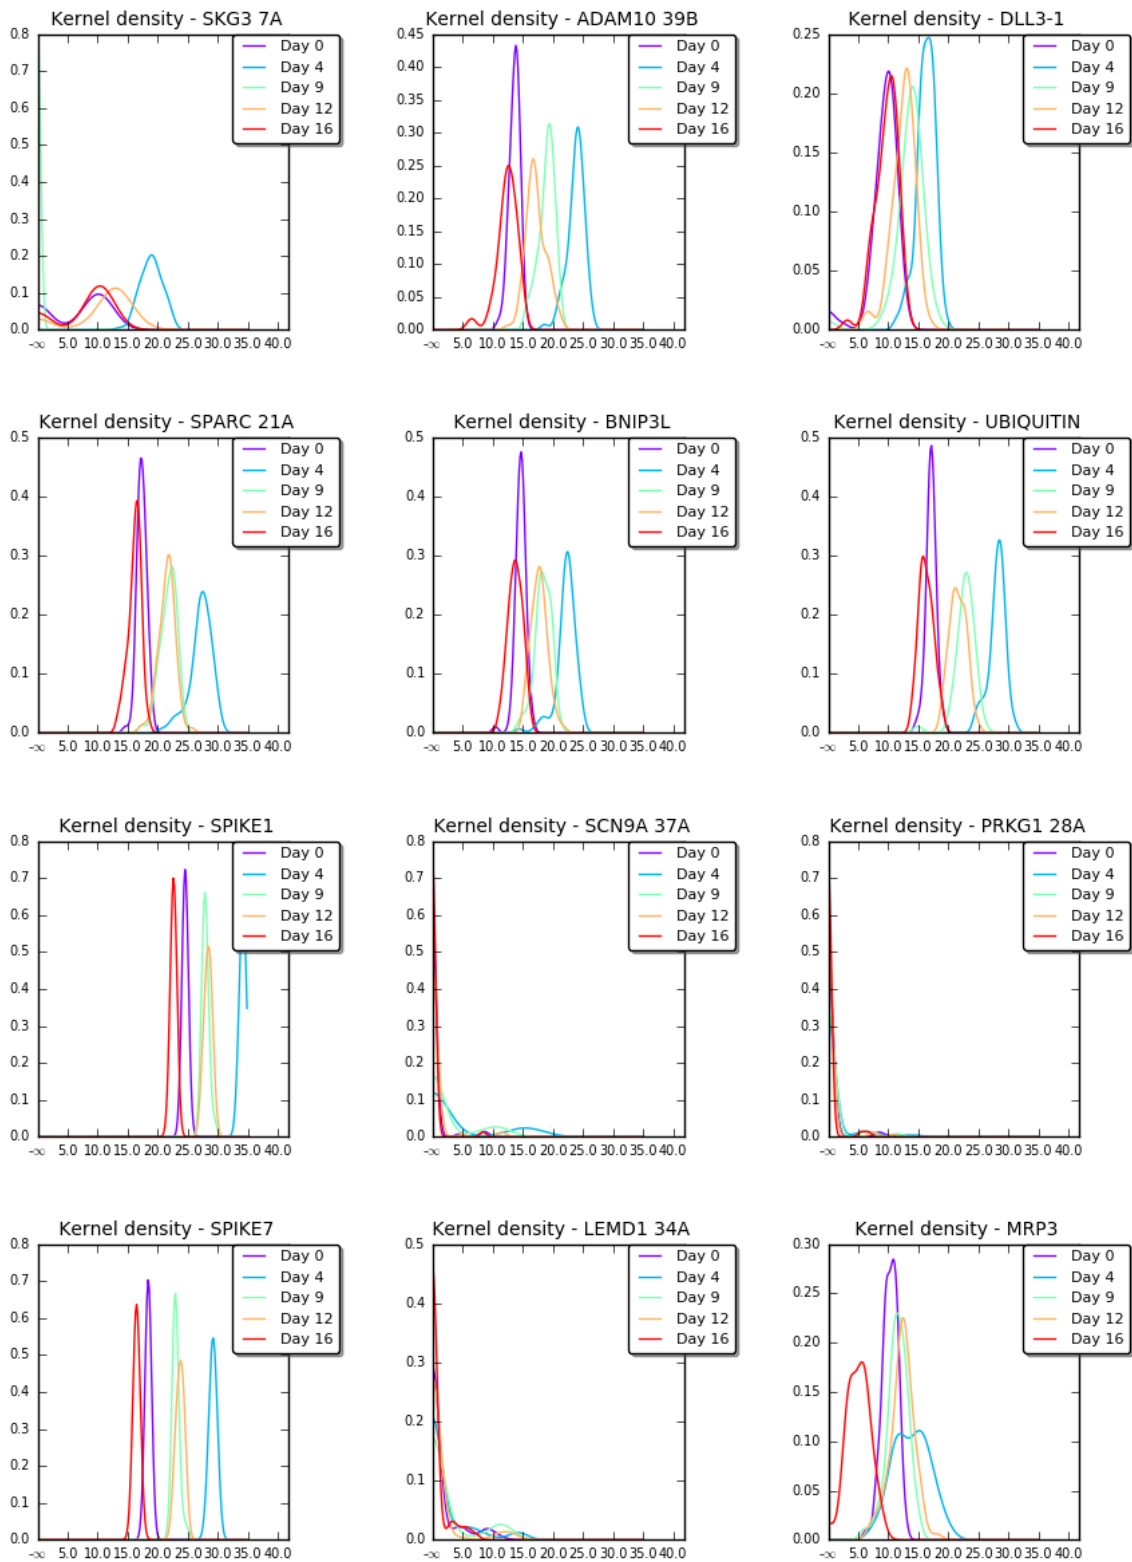 Kernel density - SKG3 7A
0.8
0.7
0.6
0.5
0.4
0.3
0.2
0.1
0.0
Day 0
Day 4
Day 9
Day 12
Day 16
-∞ 5.0 10.0 15.0 20.0 25.0 30.0 35.0 40.0
Kernel density - ADAM10 39B
0.45
0.40
0.35
0.30
0.25
0.20
0.15
0.10
0.05
0.00
Day 0
Day 4
Day 9
Day 12
Day 16
-∞ 5.0 10.0 15.0 20.0 25.0 30.0 35.0 40.0
Kernel density - DLL3-1
0.25
0.20
0.15
0.10
0.05
0.00
Day 0
Day 4
Day 9
Day 12
Day 16
-∞ 5.0 10.0 15.0 20.0 25.0 30.0 35.0 40.0
Kernel density - SPARC 21A
0.5
0.4
0.3
0.2
0.1
0.0
Day 0
Day 4
Day 9
Day 12
Day 16
-∞ 5.0 10.0 15.0 20.0 25.0 30.0 35.0 40.0
Kernel density - BNIP3L
0.5
0.4
0.3
0.2
0.1
0.0
Day 0
Day 4
Day 9
Day 12
Day 16
-∞ 5.0 10.0 15.0 20.0 25.0 30.0 35.0 40.0
Kernel density - UBIQUITIN
0.5
0.4
0.3
0.2
0.1
0.0
Day 0
Day 4
Day 9
Day 12
Day 16
-∞ 5.0 10.0 15.0 20.0 25.0 30.0 35.0 40.0
Kernel density - SPIKE1
0.8
0.7
0.6
0.5
0.4
0.3
0.2
0.1
0.0
Day 0
Day 4
Day 9
Day 12
Day 16
-∞ 5.0 10.0 15.0 20.0 25.0 30.0 35.0 40.0
Kernel density - SCN9A 37A
0.8
0.7
0.6
0.5
0.4
0.3
0.2
0.1
0.0
Day 0
Day 4
Day 9
Day 12
Day 16
-∞ 5.0 10.0 15.0 20.0 25.0 30.0 35.0 40.0
Kernel density - PRKG1 28A
0.8
0.7
0.6
0.5
0.4
0.3
0.2
0.1
0.0
Day 0
Day 4
Day 9
Day 12
Day 16
-∞ 5.0 10.0 15.0 20.0 25.0 30.0 35.0 40.0
Kernel density - SPIKE7
0.8
0.7
0.6
0.5
0.4
0.3
0.2
0.1
0.0
Day 0
Day 4
Day 9
Day 12
Day 16
-∞ 5.0 10.0 15.0 20.0 25.0 30.0 35.0 40.0
Kernel density - LEMD1 34A
0.5
0.4
0.3
0.2
0.1
0.0
Day 0
Day 4
Day 9
Day 12
Day 16
-∞ 5.0 10.0 15.0 20.0 25.0 30.0 35.0 40.0
Kernel density - MRP3
0.30
0.25
0.20
0.15
0.10
0.05
0.00
Day 0
Day 4
Day 9
Day 12
Day 16
-∞ 5.0 10.0 15.0 20.0 25.0 30.0 35.0 40.0